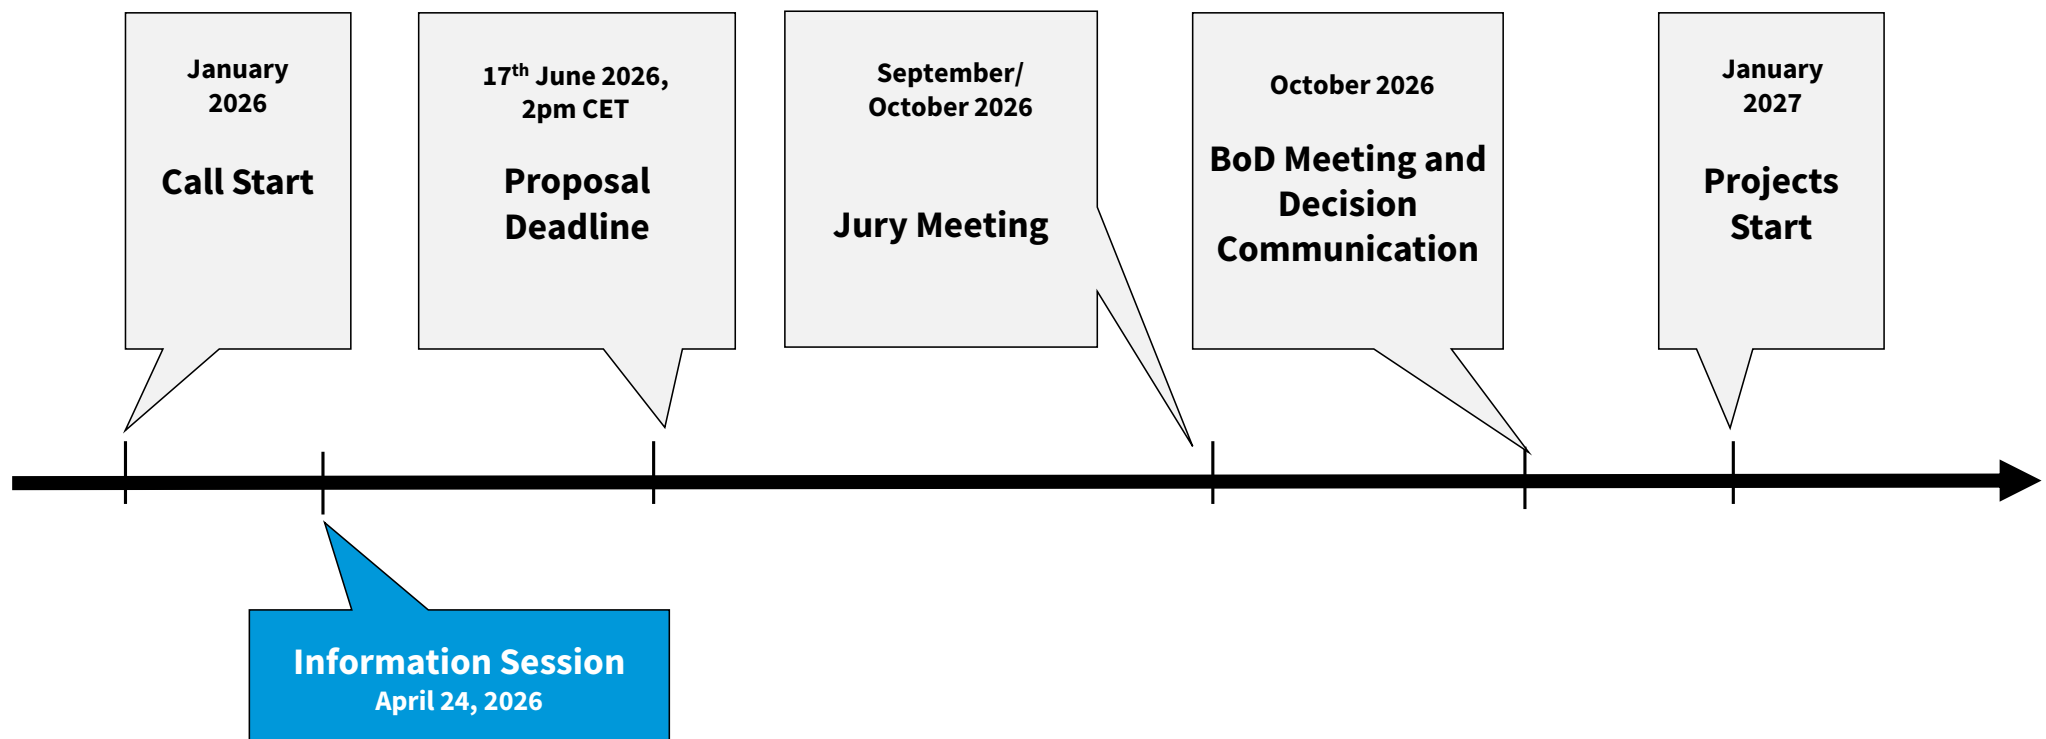 January
2026
Call Start
17th June 2026,
2pm CET
Proposal
Deadline
September/
October 2026
Jury Meeting
October 2026
BoD Meeting and
Decision
Communication
January
2027
Projects
Start
Information Session
April 24, 2026